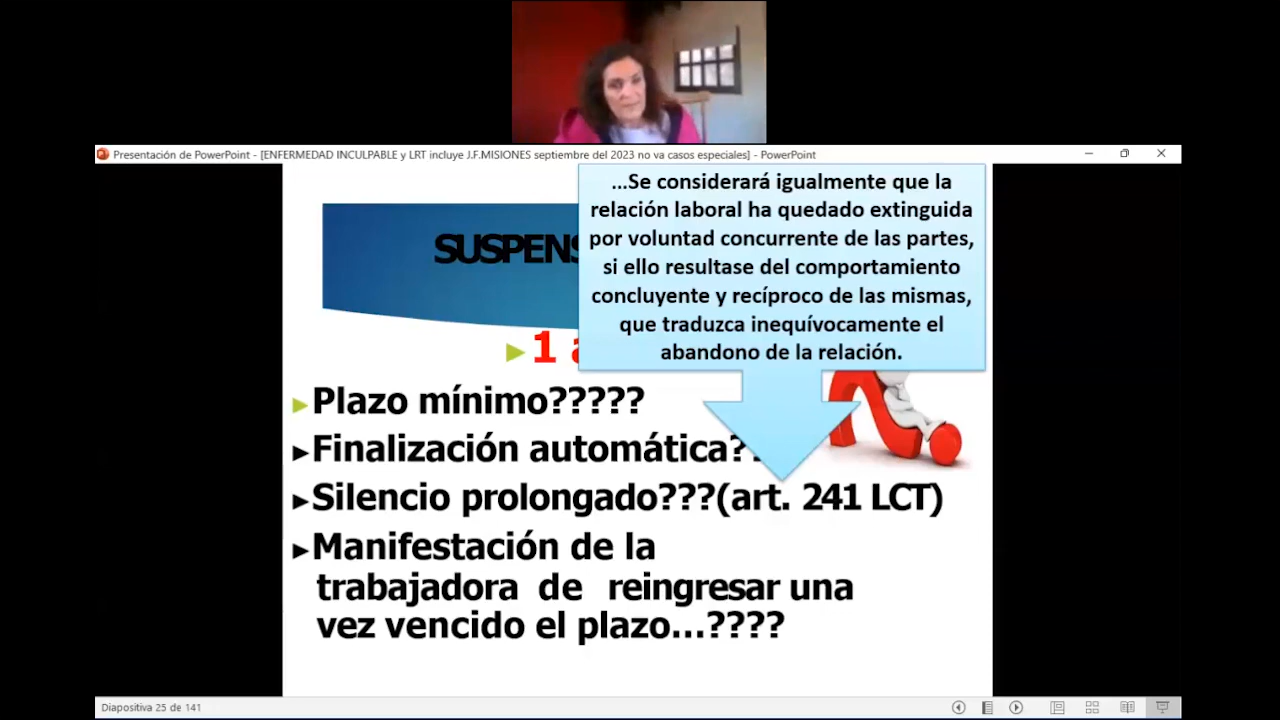 Presentación de PowerPoint - [ENFERMEDAD INCULPABLE y LRT incluye J.F.MISIONES septiembre del 2023 no va casos especiales] - PowerPoint
...Se considerará igualmente que la
relación laboral ha quedado extinguida
por voluntad concurrente de las partes,
si ello resultase del comportamiento
concluyente y recíproco de las mismas,
que traduzca inequívocamente el
abandono de la relación.
SUSPENS
1 a
Plazo mínimo?????
Finalización automática??
Silencio prolongado???(art. 241 LCT)
Manifestación de la
trabajadora de reingresar una
vez vencido el plazo...????
Diapositiva 25 de 141